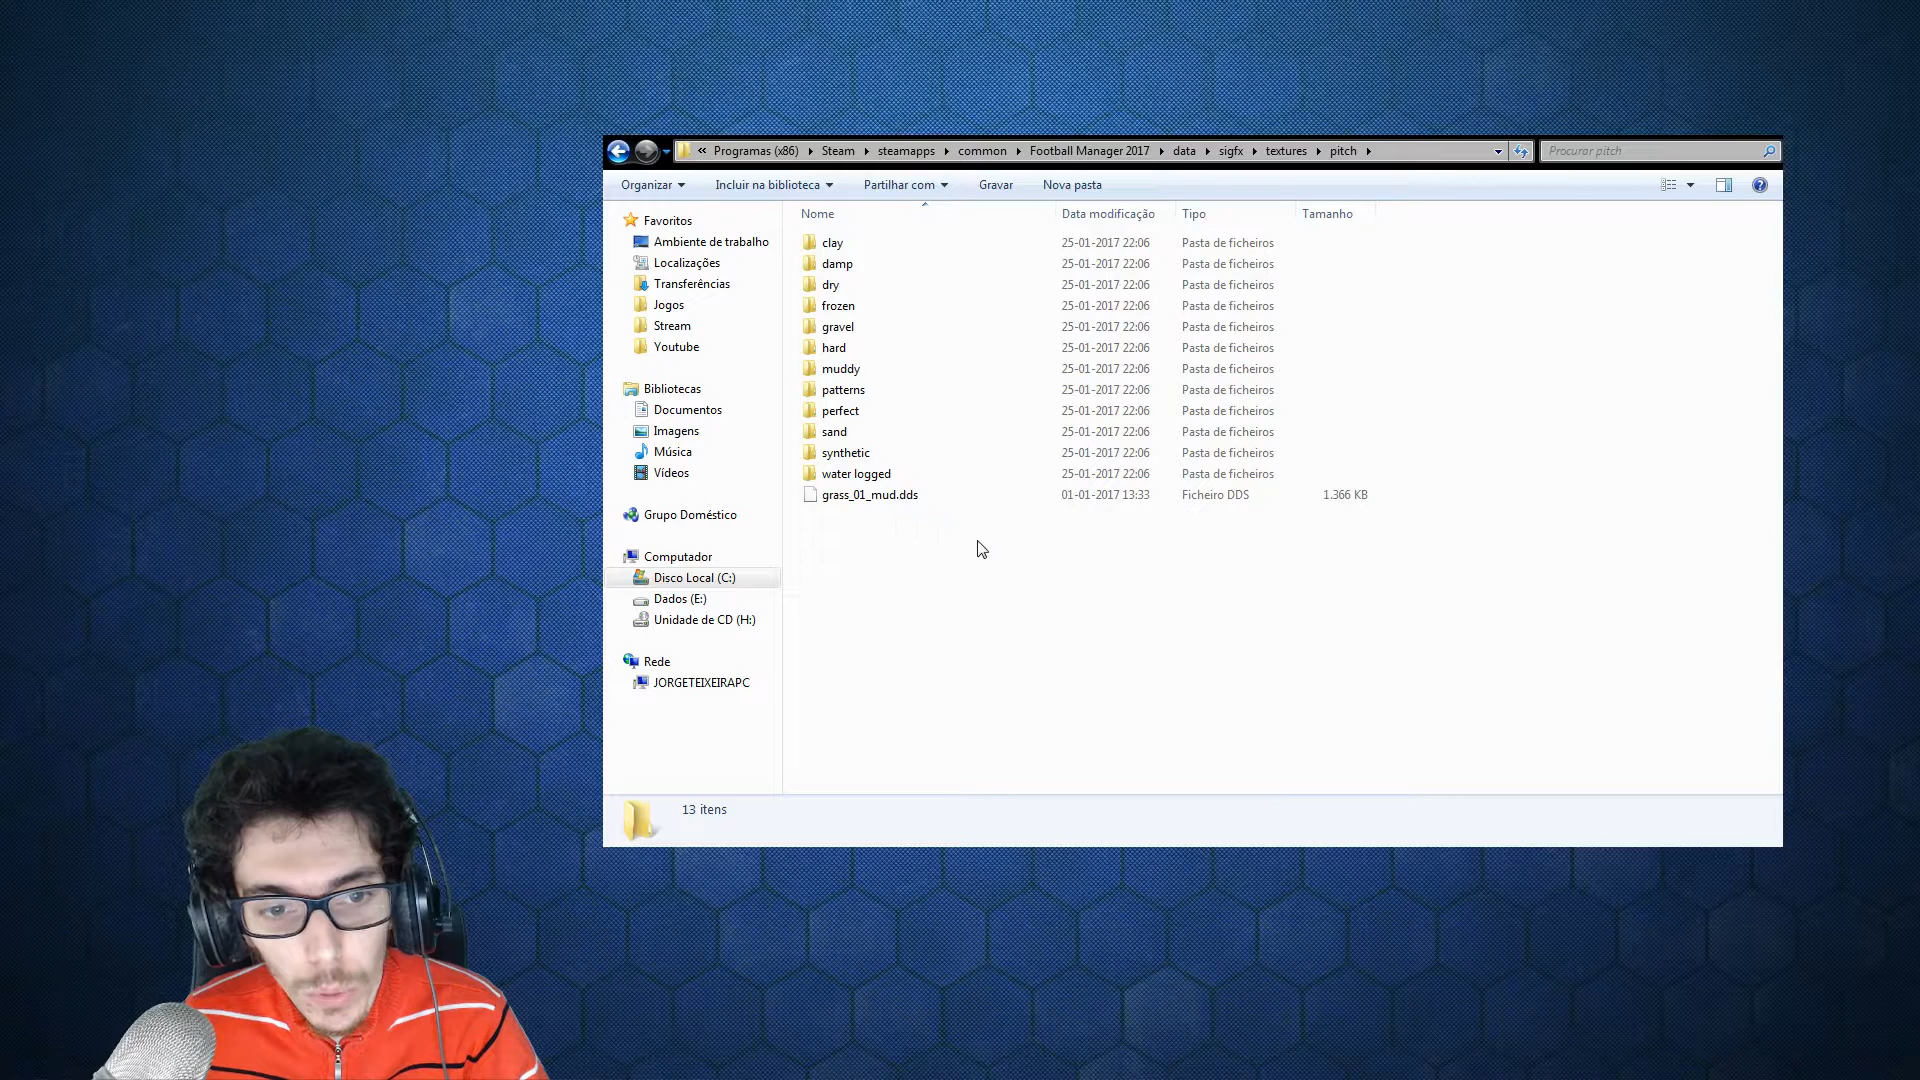 « Programas (x86) Steam steamapps common Football Manager 2017 data sigfx textures pitch
Procurar pitch
Organizar Incluir na biblioteca Partilhar com Gravar Nova pasta
Nome Data modificação Tipo Tamanho
clay 25-01-2017 22:06 Pasta de ficheiros
damp 25-01-2017 22:06 Pasta de ficheiros
dry 25-01-2017 22:06 Pasta de ficheiros
frozen 25-01-2017 22:06 Pasta de ficheiros
gravel 25-01-2017 22:06 Pasta de ficheiros
hard 25-01-2017 22:06 Pasta de ficheiros
muddy 25-01-2017 22:06 Pasta de ficheiros
patterns 25-01-2017 22:06 Pasta de ficheiros
perfect 25-01-2017 22:06 Pasta de ficheiros
sand 25-01-2017 22:06 Pasta de ficheiros
synthetic 25-01-2017 22:06 Pasta de ficheiros
water logged 25-01-2017 22:06 Pasta de ficheiros
grass_01_mud.dds 01-01-2017 13:33 Ficheiro DDS 1.366 KB
Favoritos
Ambiente de trabalho
Localizações
Transferências
Jogos
Stream
Youtube
Bibliotecas
Documentos
Imagens
Música
Vídeos
Grupo Doméstico
Computador
Disco Local (C:)
Dados (E:)
Unidade de CD (H:)
Rede
JORGETEIXEIRAPC
13 itens